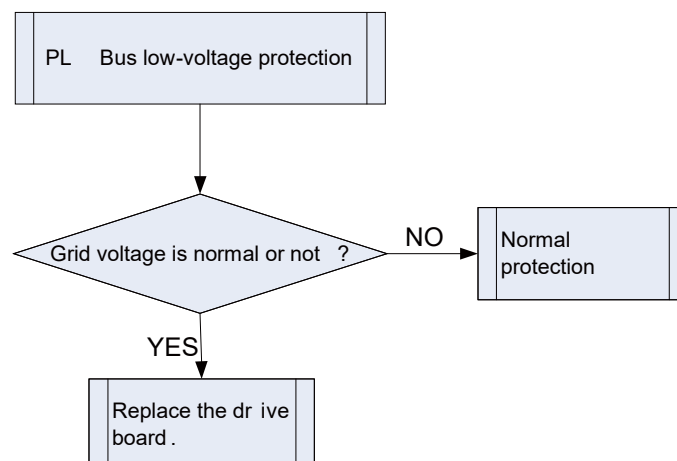 PL Bus low-voltage protection
Grid voltage is normal or not ?
NO
Normal
protection
YES
Replace the dr ive
board .